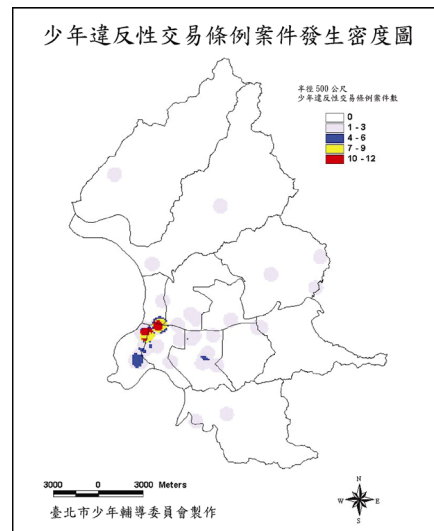 少年違反性交易條例案件發生密度圖
半徑500公尺
少年違反性交易條例案件數
0
1 - 3
4 - 6
7 - 9
10 - 12
3000 0 3000 Meters
臺北市少年輔導委員會製作
N
W E
S